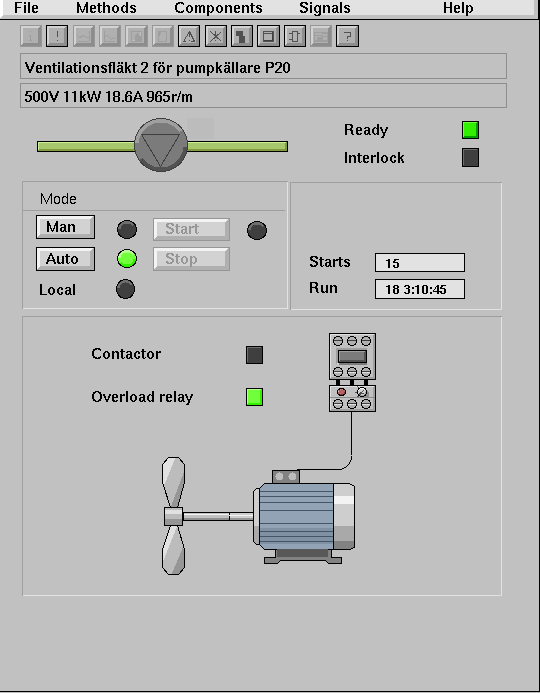 File Methods Components Signals Help
! ?
Ventilationsfläkt 2 för pumpkällare P20
500V 11kW 18.6A 965r/m
Ready
Interlock
Mode
Man Start
Auto Stop
Local
Starts 15
Run 18 3:10:45
Contactor
Overload relay